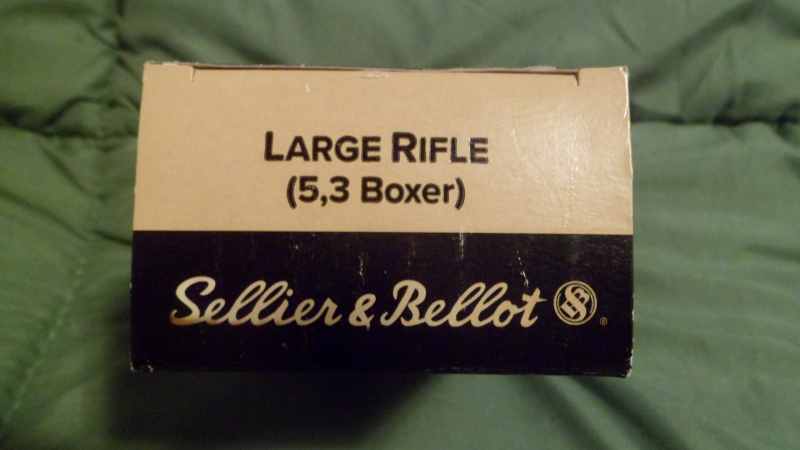 LARGE RIFLE
(5,3 Boxer)
Sellier & Bellot